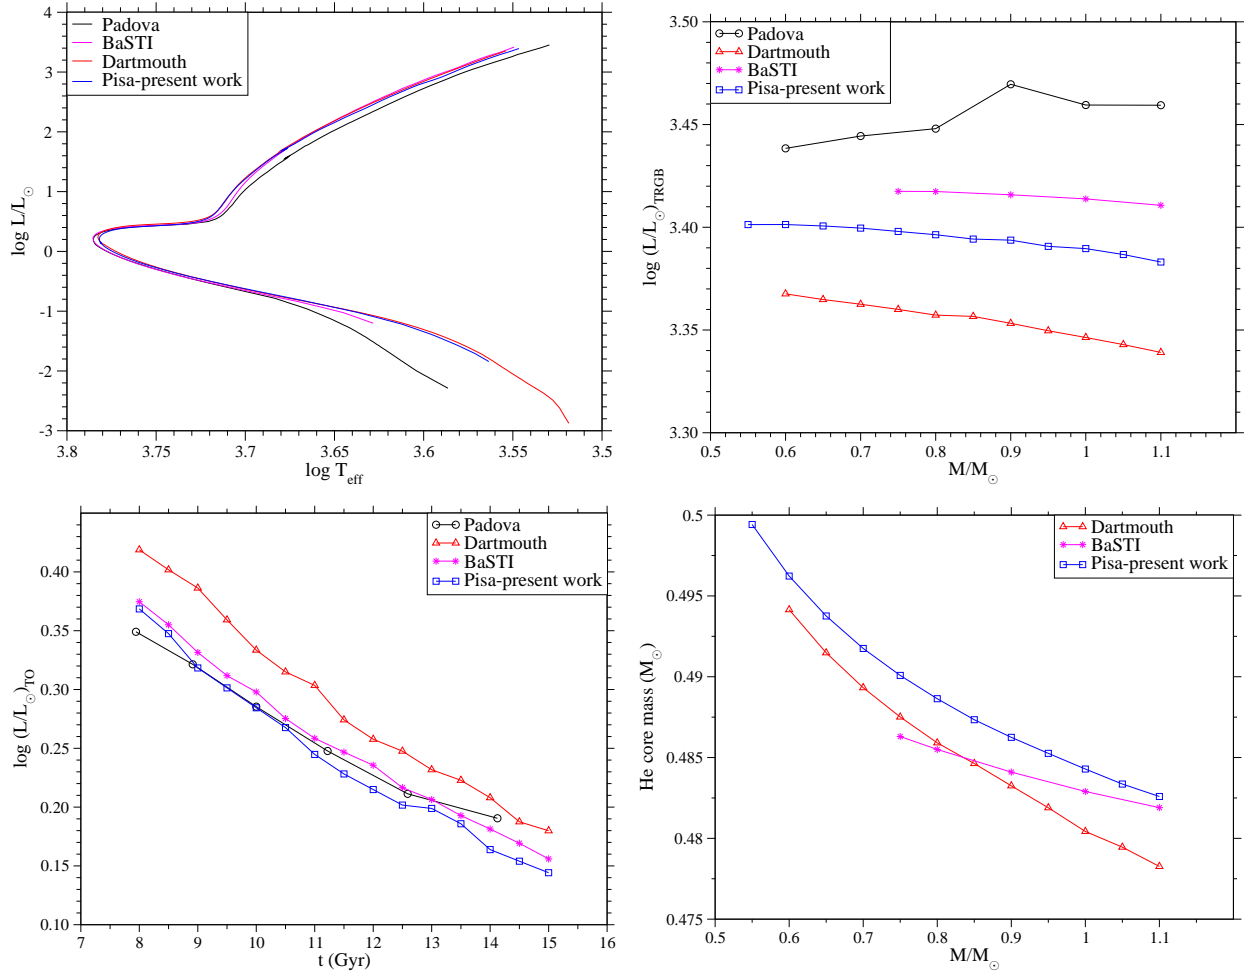 Padova
BaSTI
Dartmouth
Pisa-present work
4
3
2
1
0
-1
-2
-3
log L/L☉
3.8
3.75
3.7
3.65
3.6
3.55
3.5
log Teff
Padova
Dartmouth
BaSTI
Pisa-present work
3.50
3.45
3.40
3.35
3.30
log (L/L☉)TRGB
0.5
0.6
0.7
0.8
0.9
1
1.1
M/M☉
Padova
Dartmouth
BaSTI
Pisa-present work
0.40
0.35
0.30
0.25
0.20
0.15
0.10
log (L/L☉)TO
7
8
9
10
11
12
13
14
15
16
t (Gyr)
Dartmouth
BaSTI
Pisa-present work
0.5
0.495
0.49
0.485
0.48
0.475
He core mass (M☉)
0.5
0.6
0.7
0.8
0.9
1
1.1
M/M☉